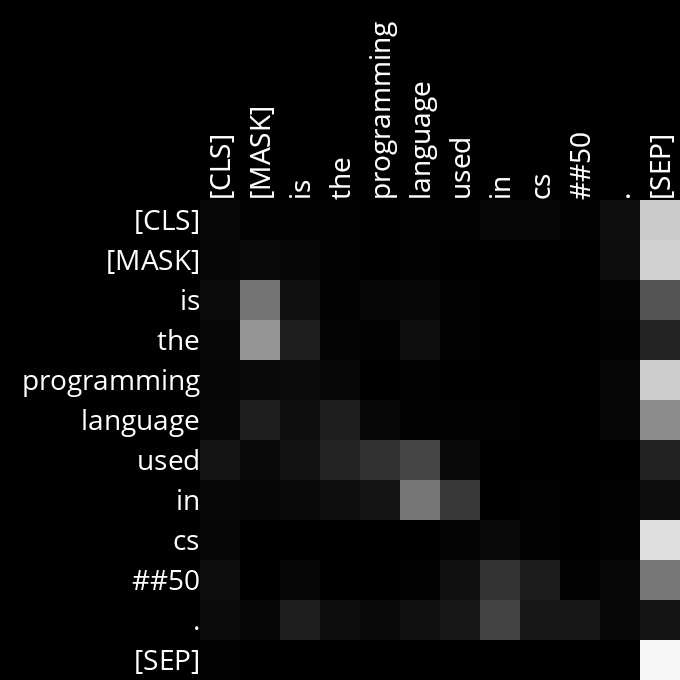 [CLS]
[MASK]
is
the
programming
language
used
in
cs
##50
.
[SEP]
[CLS]
[MASK]
is
the
programming
language
used
in
cs
##50
.
[SEP]